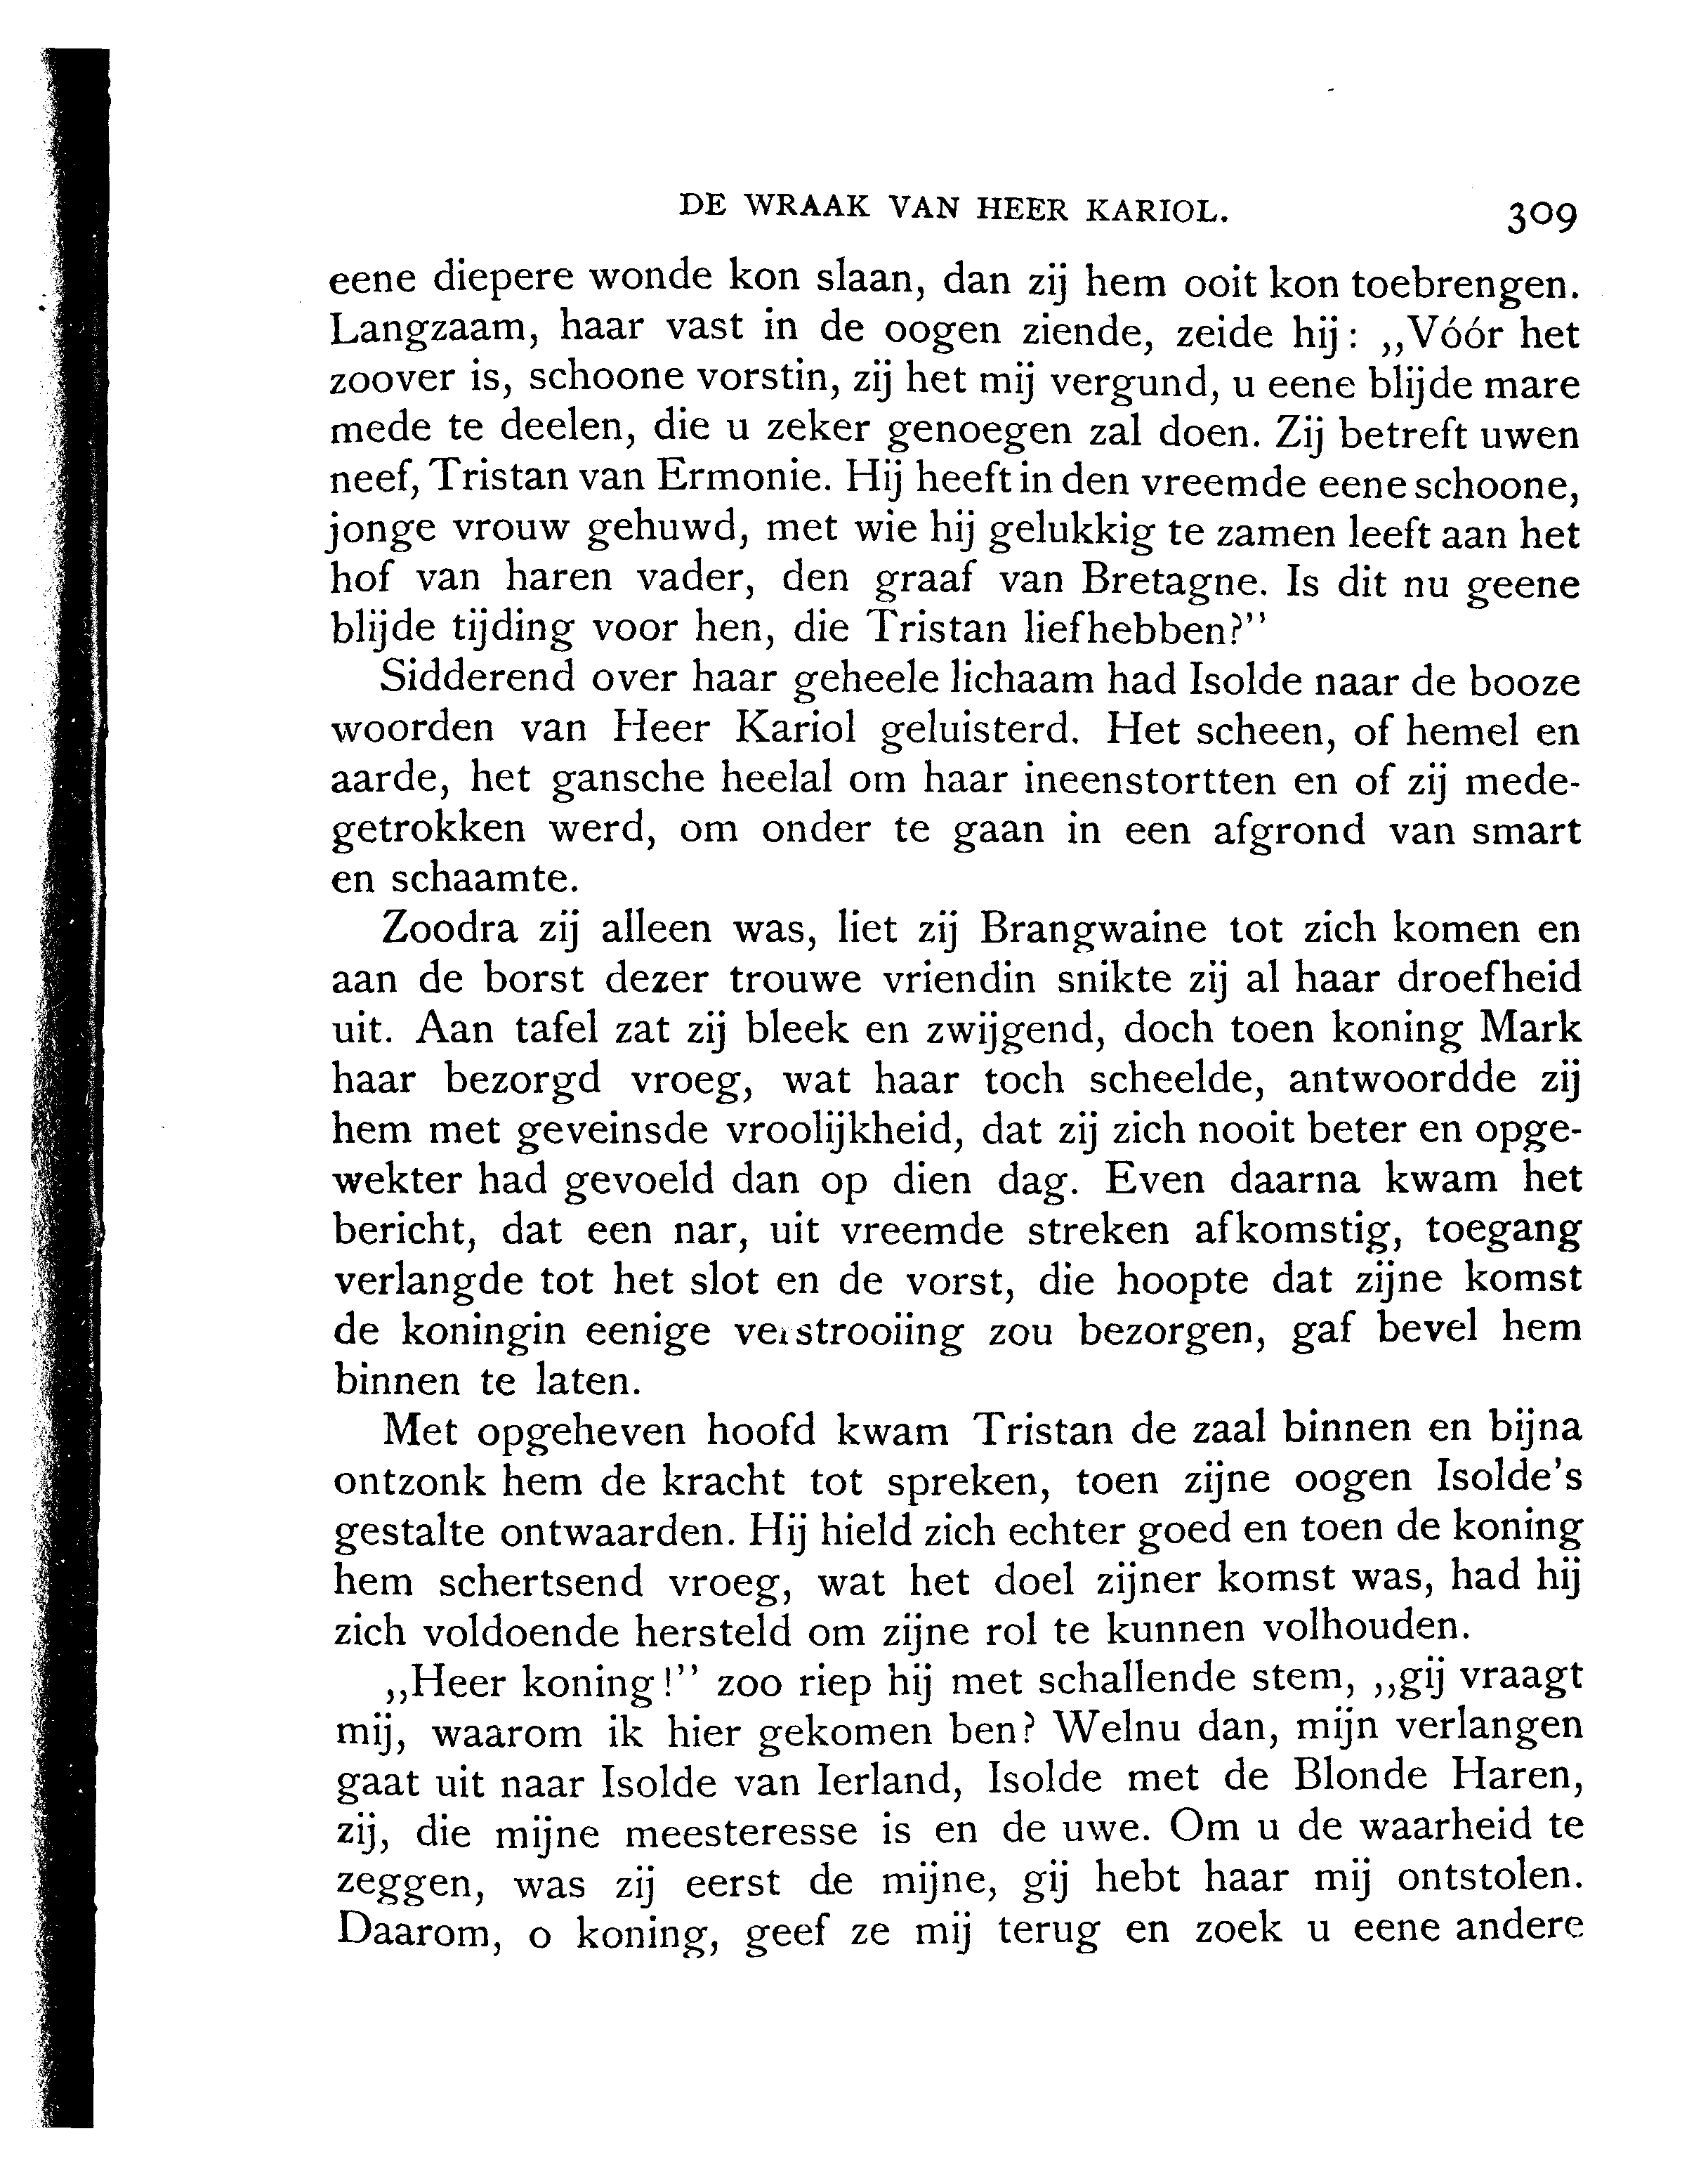 DE WRAAK VAN HEER KARIOL. 309
eene diepere wonde kon slaan, dan zij hem ooit kon toebrengen.
Langzaam, haar vast in de oogen ziende, zeide hij: „Vóór het
zoover is, schoone vorstin, zij het mij vergund, u eene blijde mare
mede te deelen, die u zeker genoegen zal doen. Zij betreft uwen
neef, Tristan van Ermonie. Hij heeft in den vreemde eene schoone,
jonge vrouw gehuwd, met wie hij gelukkig te zamen leeft aan het
hof van haren vader, den graaf van Bretagne. Is dit nu geene
blijde tijding voor hen, die Tristan liefhebben?”
Sidderend over haar geheele lichaam had Isolde naar de booze
woorden van Heer Kariol geluisterd. Het scheen, of hemel en
aarde, het gansche heelal om haar ineenstortten en of zij mede-
getrokken werd, om onder te gaan in een afgrond van smart
en schaamte.
Zoodra zij alleen was, liet zij Brangwaine tot zich komen en
aan de borst dezer trouwe vriendin snikte zij al haar droefheid
uit. Aan tafel zat zij bleek en zwijgend, doch toen koning Mark
haar bezorgd vroeg, wat haar toch scheelde, antwoordde zij
hem met geveinsde vroolijkheid, dat zij zich nooit beter en opge-
wekter had gevoeld dan op dien dag. Even daarna kwam het
bericht, dat een nar, uit vreemde streken afkomstig, toegang
verlangde tot het slot en de vorst, die hoopte dat zijne komst
de koningin eenige verstrooiing zou bezorgen, gaf bevel hem
binnen te laten.
Met opgeheven hoofd kwam Tristan de zaal binnen en bijna
ontzonk hem de kracht tot spreken, toen zijne oogen Isolde's
gestalte ontwaarden. Hij hield zich echter goed en toen de koning
hem schertsend vroeg, wat het doel zijner komst was, had hij
zich voldoende hersteld om zijne rol te kunnen volhouden.
„Heer koning!” zoo riep hij met schallende stem, „gij vraagt
mij, waarom ik hier gekomen ben? Welnu dan, mijn verlangen
gaat uit naar Isolde van Ierland, Isolde met de Blonde Haren,
zij, die mijne meesteresse is en de uwe. Om u de waarheid te
zeggen, was zij eerst de mijne, gij hebt haar mij ontstolen.
Daarom, o koning, geef ze mij terug en zoek u eene andere